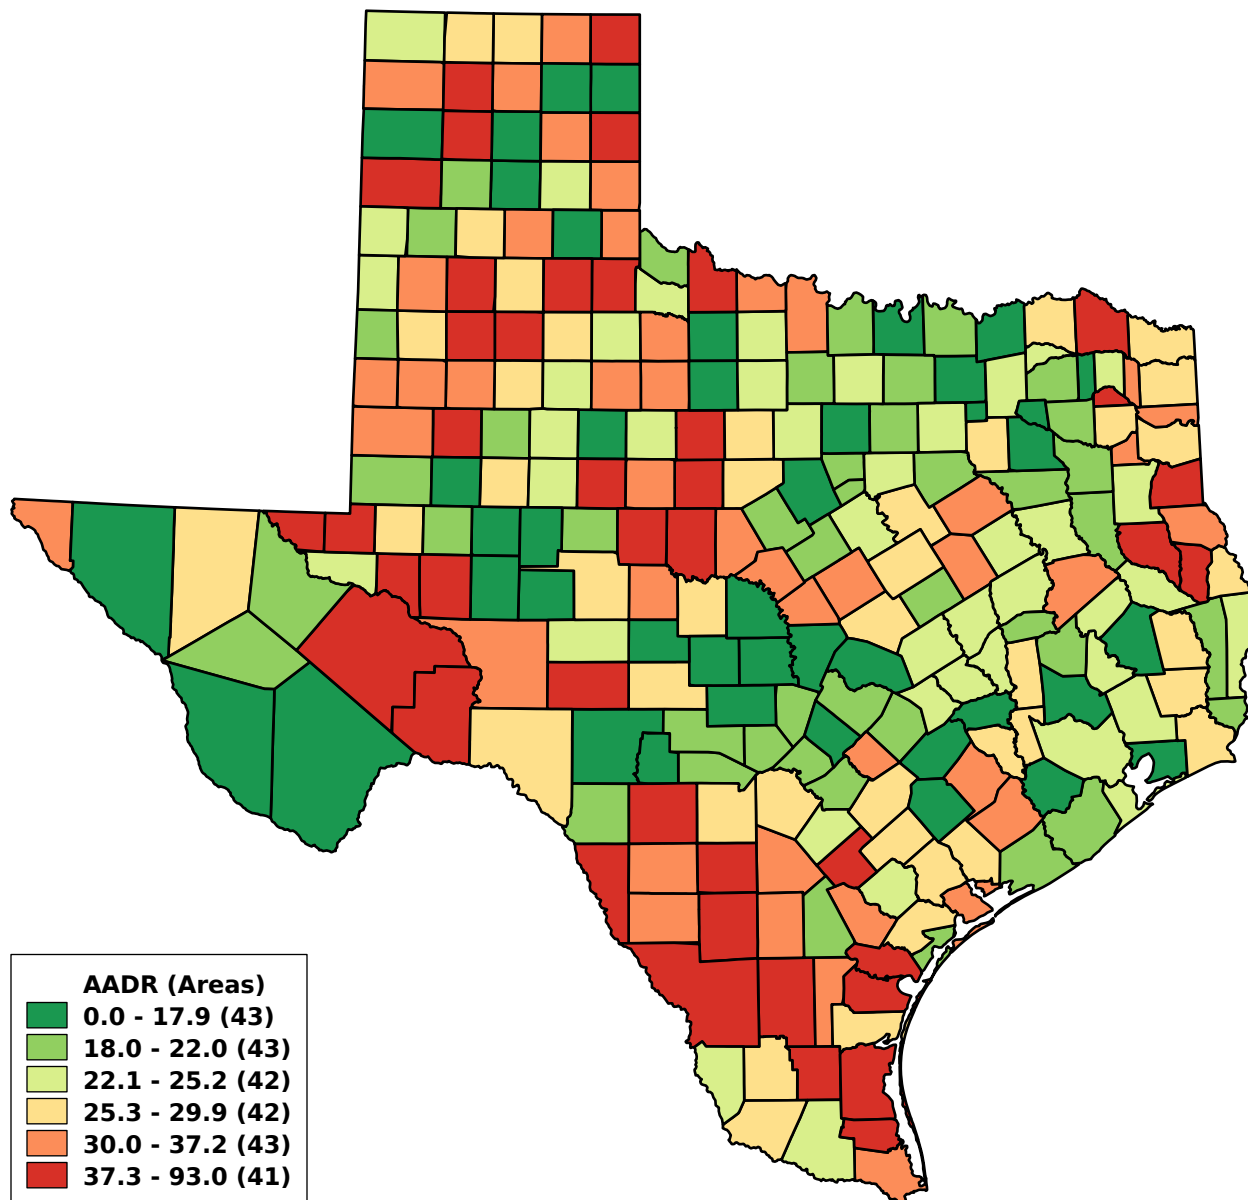 AADR (Areas)
0.0 - 17.9 (43)
18.0 - 22.0 (43)
22.1 - 25.2 (42)
25.3 - 29.9 (42)
30.0 - 37.2 (43)
37.3 - 93.0 (41)